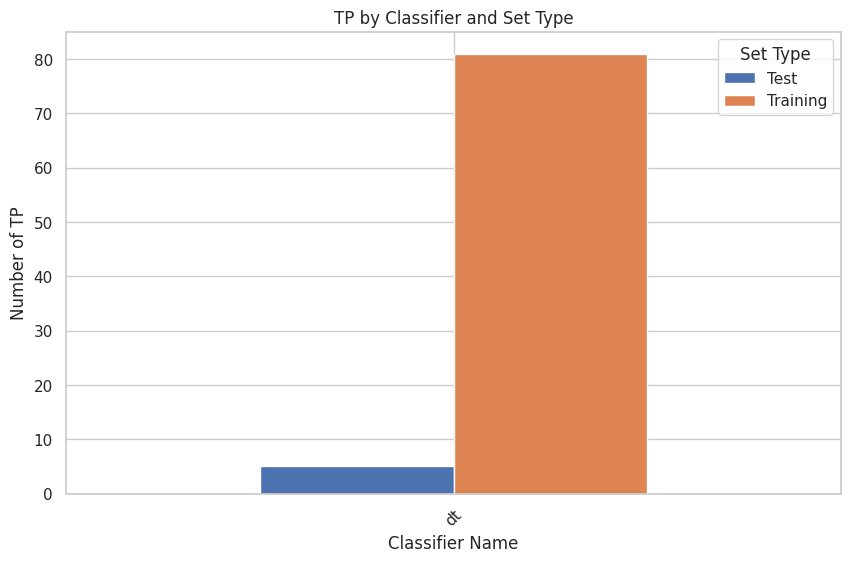 TP by Classifier and Set Type
Set Type
Test
Training
80
70
60
50
40
30
20
10
0
Number of TP
dt
Classifier Name